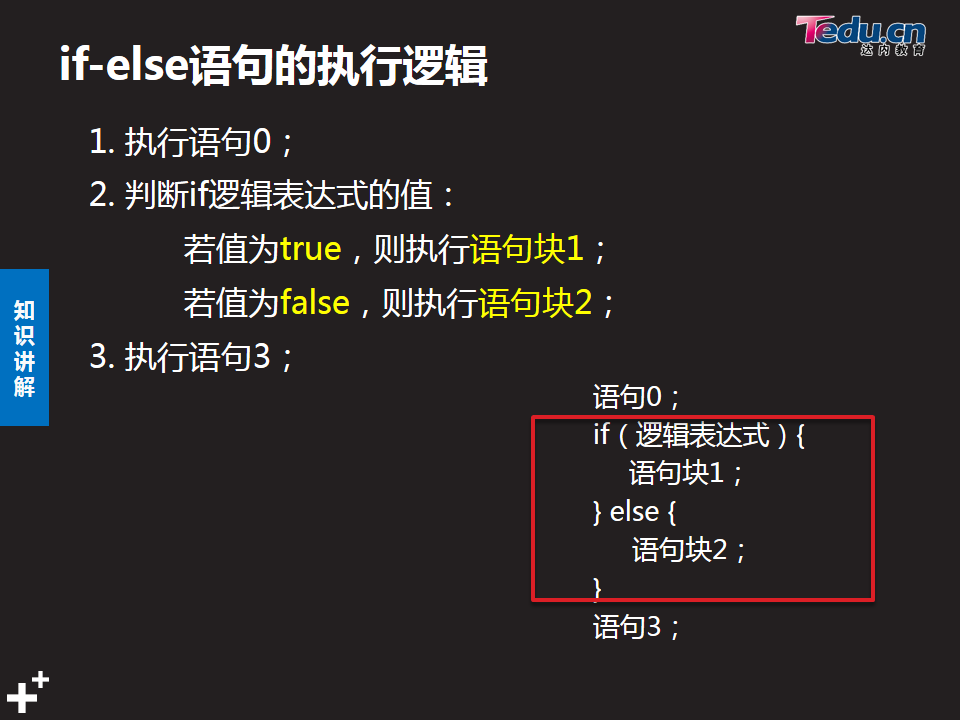 Tedu.cn
达内教育
if-else语句的执行逻辑
1. 执行语句0；
2. 判断if逻辑表达式的值：
若值为true，则执行语句块1；
若值为false，则执行语句块2；
3. 执行语句3；
知识讲解
语句0；
if（逻辑表达式）{
语句块1；
} else {
语句块2；
}
语句3；